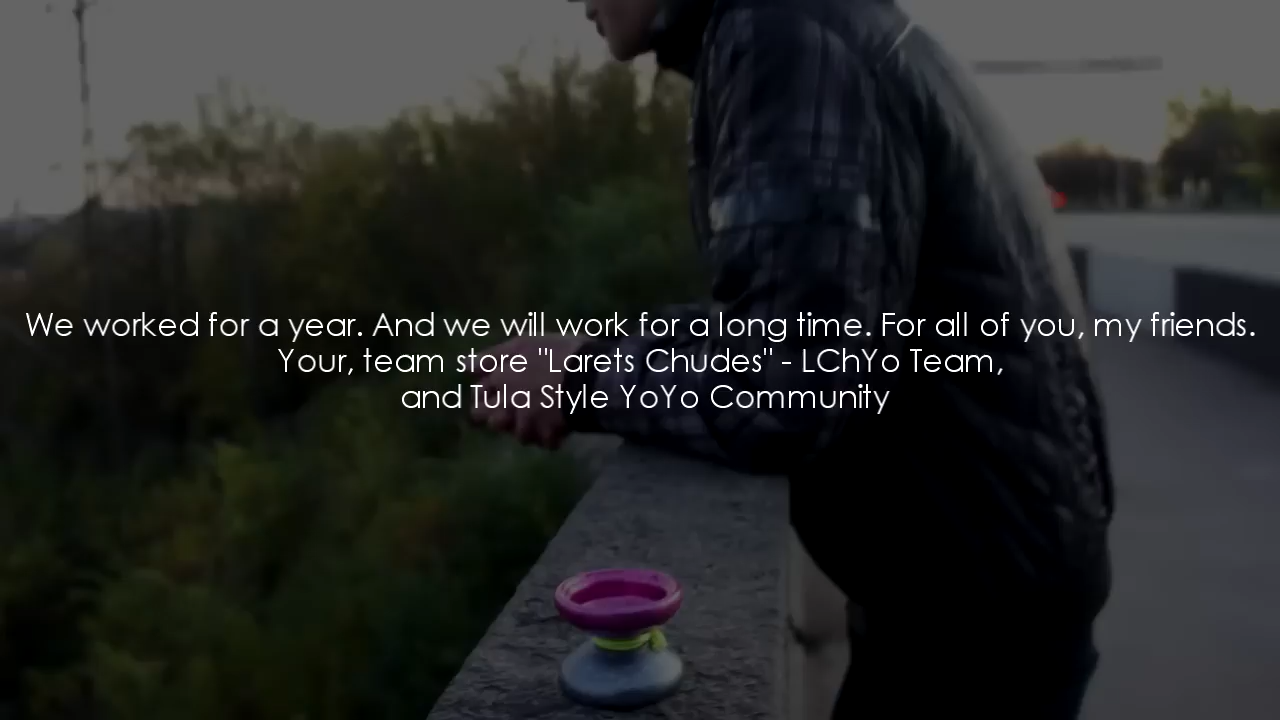 We worked for a year. And we will work for a long time. For all of you, my friends.
Your, team store "Larets Chudes" - LChYo Team,
and Tula Style YoYo Community